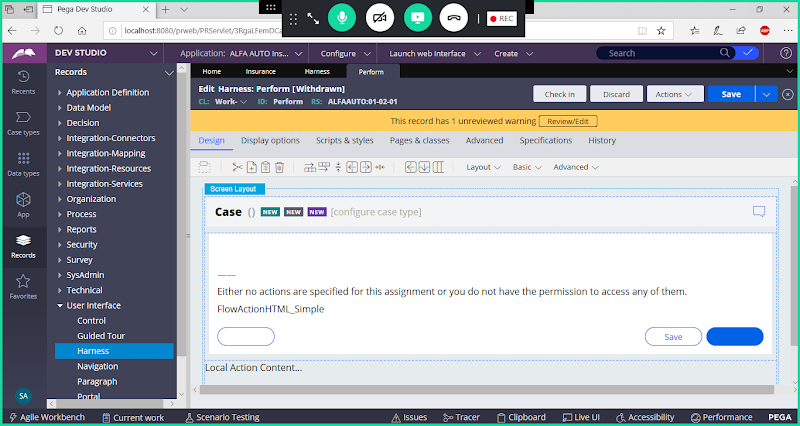 Pega Dev Studio
localhost:8080/prweb/PRServlet/3RgaLFemDCa
REC
ABP
DEV STUDIO
Application: ALFA AUTO Ins...
Configure
Launch web interface
Create
Search
Records
Home
Insurance
Harness
Perform
Recents
Case types
Data types
App
Records
Favorites
SA
Application Definition
Data Model
Decision
Integration-Connectors
Integration-Mapping
Integration-Resources
Integration-Services
Organization
Process
Reports
Security
Survey
SysAdmin
Technical
User Interface
Control
Guided Tour
Harness
Navigation
Paragraph
Portal
Edit Harness: Perform [Withdrawn]
CL: Work- ID: Perform RS: ALFAAUTO:01-02-01
Check in
Discard
Actions
Save
This record has 1 unreviewed warning Review/Edit
Design
Display options
Scripts & styles
Pages & classes
Advanced
Specifications
History
Layout
Basic
Advanced
Screen Layout
Case () NEW NEW NEW [configure case type]
Either no actions are specified for this assignment or you do not have the permission to access any of them.
FlowActionHTML_Simple
Save
Local Action Content...
Agile Workbench
Current work
Scenario Testing
Issues
Tracer
Clipboard
Live UI
Accessibility
Performance
PEGA